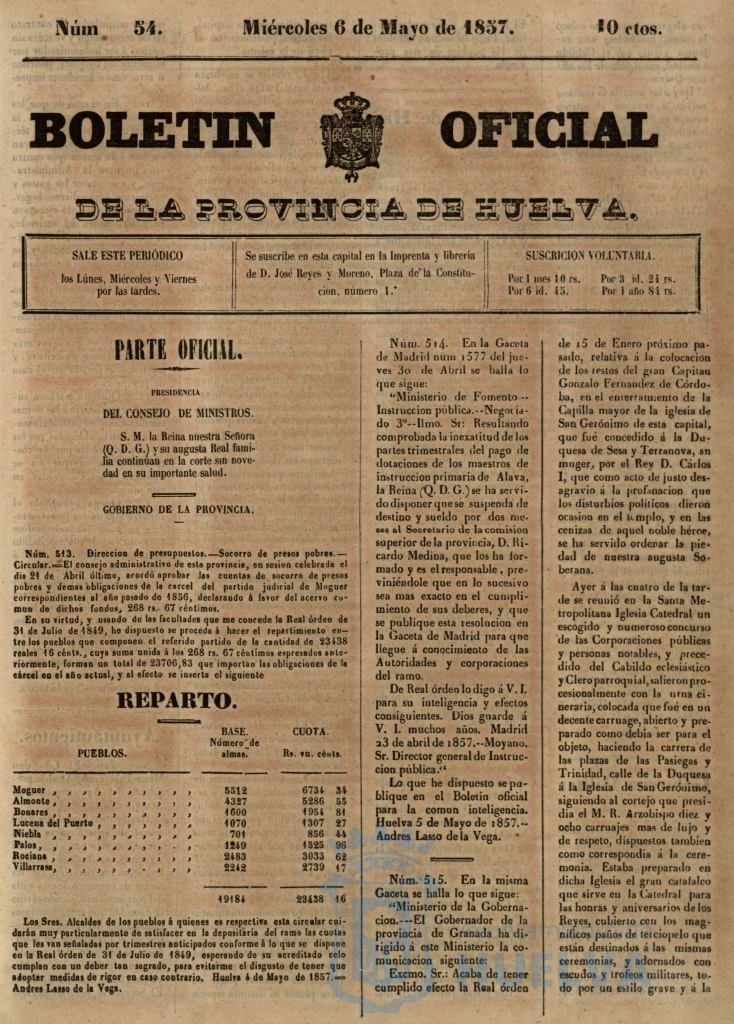 Núm 54. Miércoles 6 de Mayo de 1857. 10 ctos.
BOLETIN OFICIAL
DE LA PROVINCIA DE HUELVA.
SALE ESTE PERIÓDICO
los Lúnes, Miércoles y Viernes
por las tardes.
Se suscribe en esta capital en la Imprenta y libreria
de D. José Reyes y Moreno, Plaza de la Constitu-
cion, número 1.°
SUSCRICION VOLUNTARIA.
Por 1 mes 10 rs. Por 3 id. 24 rs.
Por 6 id. 45. Por 1 año 84 rs.
PARTE OFICIAL.
PRESIDENCIA
DEL CONSEJO DE MINISTROS.
S. M. la Reina nuestra Señora
(Q. D. G.) y su augusta Real fami-
lia continúan en la corte sin nove-
dad en su importante salud.
GOBIERNO DE LA PROVINCIA.
Núm. 513. Direccion de presupuestos.—Socorro de presos pobres.—
Circular.—El consejo administrativo de esta provincia, en sesion celebrada el
dia 21 de Abril último, acordó aprobar las cuentas de socorro de presos
pobres y demas obligaciones de la carcel del partido judicial de Moguer
correspondientes al año pasado de 1856, declarando á favor del acervo co-
mun de dichos fondos, 268 rs. 67 céntimos.
En su virtud, y usando de las facultades que me concede la Real órden de
31 de Julio de 1849, he dispuesto se proceda á hacer el repartimiento en-
tre los pueblos que componen el referido partido de la cantidad de 23438
reales 16 cénts., cuya suma unida á los 268 rs. 67 céntimos espresados ante-
riormente, forman un total de 23706,83 que importan las obligaciones de la
cárcel en el año actual, y al efecto se inserta el siguiente
REPARTO.
PUEBLOS. BASE. Número de almas. CUOTA. Rs. vn. cénts.
Moguer , , , , , , , , , , 5512 6734 34
Almonte , , , , , , , , , , 4327 5286 55
Bonares , , , , , , , , , , 1600 1954 81
Lucena del Puerto , , , , , , , 1070 1307 27
Niebla , , , , , , , , , , 701 856 44
Palos, , , , , , , , , , , 1249 1525 96
Rociana , , , , , , , , , , 2483 3033 62
Villarrasa, , , , , , , , , , 2242 2739 17
19184 23438 16
Los Sres. Alcaldes de los pueblos á quienes es respectiva esta circular cui-
darán muy particularmente de satisfacer en la depositaría del ramo las cuotas
que les van señaladas por trimestres anticipados conforme á lo que se dispone
en la Real órden de 31 de Julio de 1849, esperando de su acreditado celo
cumplan con un deber tan sagrado, para evitarme el disgusto de tener que
adoptar medidas de rigor en caso contrario. Huelva 4 de Mayo de 1857.—
Andres Lasso de la Vega.
Núm. 514. En la Gaceta
de Madrid núm 1577 del jue-
ves 30 de Abril se halla lo
que sigue:
"Ministerio de Fomento--
Instruccion pública.--Negocia-
do 3°--Ilmo. Sr: Resultando
comprobada la inexatitud de los
partes trimestrales del pago de
dotaciones de los maestros de
instruccion primaria de Alava,
la Reina (Q. D. G.) se ha servi-
do disponer que se suspenda de
destino y sueldo por dos me-
ses al Secretario de la comision
superior de la provincia, D. Ri-
cardo Medina, que los ha for-
mado y es el responsable, pre-
viniéndole que en lo sucesivo
sea mas exacto en el cumpli-
miento de sus deberes, y que
se publique esta resolucion en
la Gaceta de Madrid para que
llegue á conocimiento de las
Autoridades y corporaciones
del ramo.
De Real órden lo digo á V. I.
para su inteligencia y efectos
consiguientes. Dios guarde á
V. I. muchos años. Madrid
23 de abril de 1857.--Moyano.
Sr. Director general de Instruc-
cion pública."
Lo que he dispuesto se pu-
blique en el Boletin oficial
para la comun inteligencia.
Huelva 5 de Mayo de 1857.--
Andres Lasso de la Vega.
Núm. 515. En la misma
Gaceta se halla lo que sigue:
"Ministerio de la Goberna-
cion.---El Gobernador de la
provincia de Granada ha di-
rigido á este Ministerio la co-
municacion siguiente:
Excmo. Sr.: Acaba de tener
cumplido efecto la Real órden
de 15 de Enero próximo pa-
sado, relativa á la colocacion
de los restos del gran Capitan
Gonzalo Fernandez de Córdo-
ba, en el enterramiento de la
Capilla mayor de la iglesia de
San Gerónimo de esta capital,
que fué concedido á la Du-
quesa de Sesa y Terranova, su
muger, por el Rey D. Cárlos
I, que como acto de justo des-
agravio á la profanacion que
los disturbios políticos dieron
ocasion en el templo, y en las
cenizas de aquel noble héroe,
se ha servido ordenar la pie-
dad de nuestra augusta So-
berana.
Ayer á las cuatro de la tar-
de se reunió en la Santa Me-
tropolitana Iglesia Catedral un
escogido y numeroso concurso
de las Corporaciones públicas
y personas notables, y prece-
dido del Cabildo eclesiástico
y Clero parroquial, salieron pro-
cesionalmente con la urna ci-
neraria, colocada que fué en un
decente carruage, abierto y pre-
parado como debia ser para el
objeto, haciendo la carrera de
las plazas de las Pasiegas y
Trinidad, calle de la Duquesa
á la Iglesia de San Gerónimo,
siguiendo al cortejo que presi-
dia el M. R. Arzobispo diez y
ocho carruajes mas de lujo y
de respeto, dispuestos tambien
como correspondia á la cere-
monia. Estaba preparado en
dicha Iglesia el gran catafalco
que sirve en la Catedral para
las honras y aniversarios de los
Reyes, cubierto con los mag-
níficos paños de terciopelo que
están destinados á las mismas
ceremonias, y adornados con
escudos y trofeos militares, to-
do por un estilo grave y á la